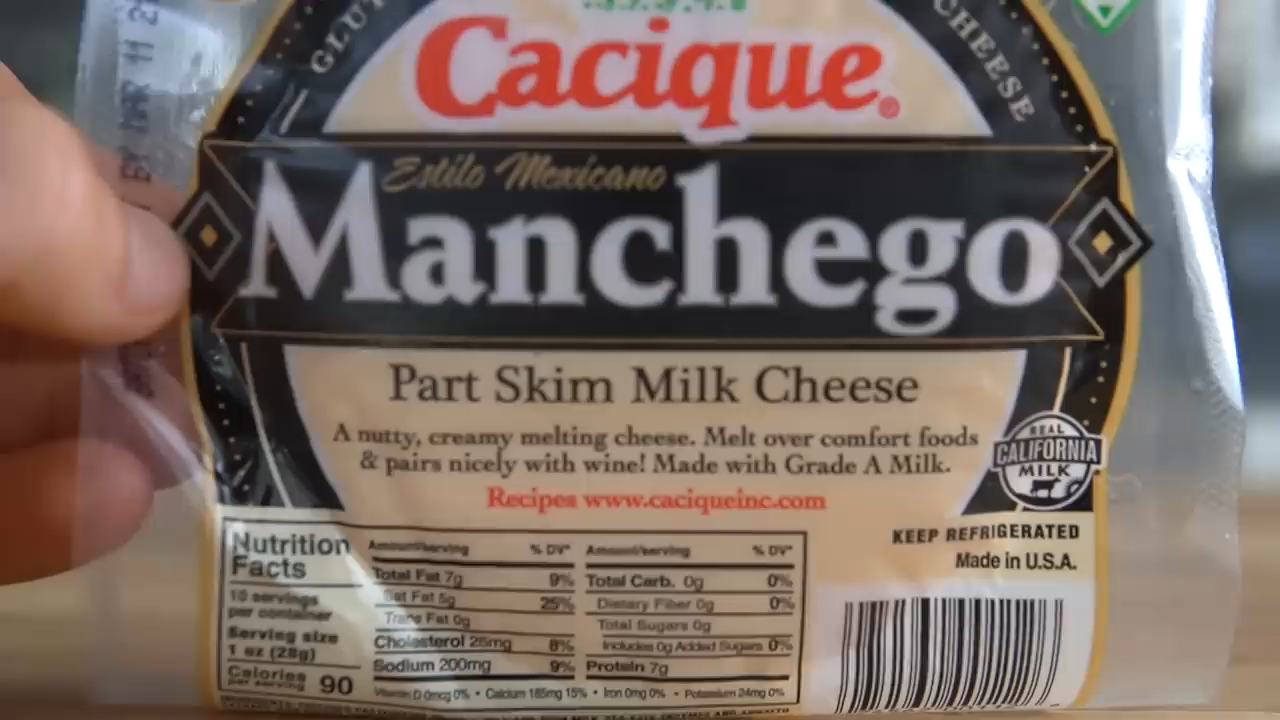 CHEESE
Cacique®
Estilo Mexicano
Manchego
Part Skim Milk Cheese
A nutty, creamy melting cheese. Melt over comfort foods
& pairs nicely with wine! Made with Grade A Milk.
Recipes www.caciqueinc.com
REAL
CALIFORNIA
MILK
KEEP REFRIGERATED
Made in U.S.A.
Nutrition
Facts
10 servings
per container
Serving size
1 oz (28g)
Calories
per serving 90
Amount/serving % DV*
Total Fat 7g 9%
Sat Fat 5g 25%
Trans Fat 0g
Cholesterol 25mg 8%
Sodium 200mg 9%
Amount/serving % DV*
Total Carb. 0g 0%
Dietary Fiber 0g 0%
Total Sugars 0g
Includes 0g Added Sugars 0%
Protein 7g
Vitamin D 0mcg 0% • Calcium 185mg 15% • Iron 0mg 0% • Potassium 24mg 0%